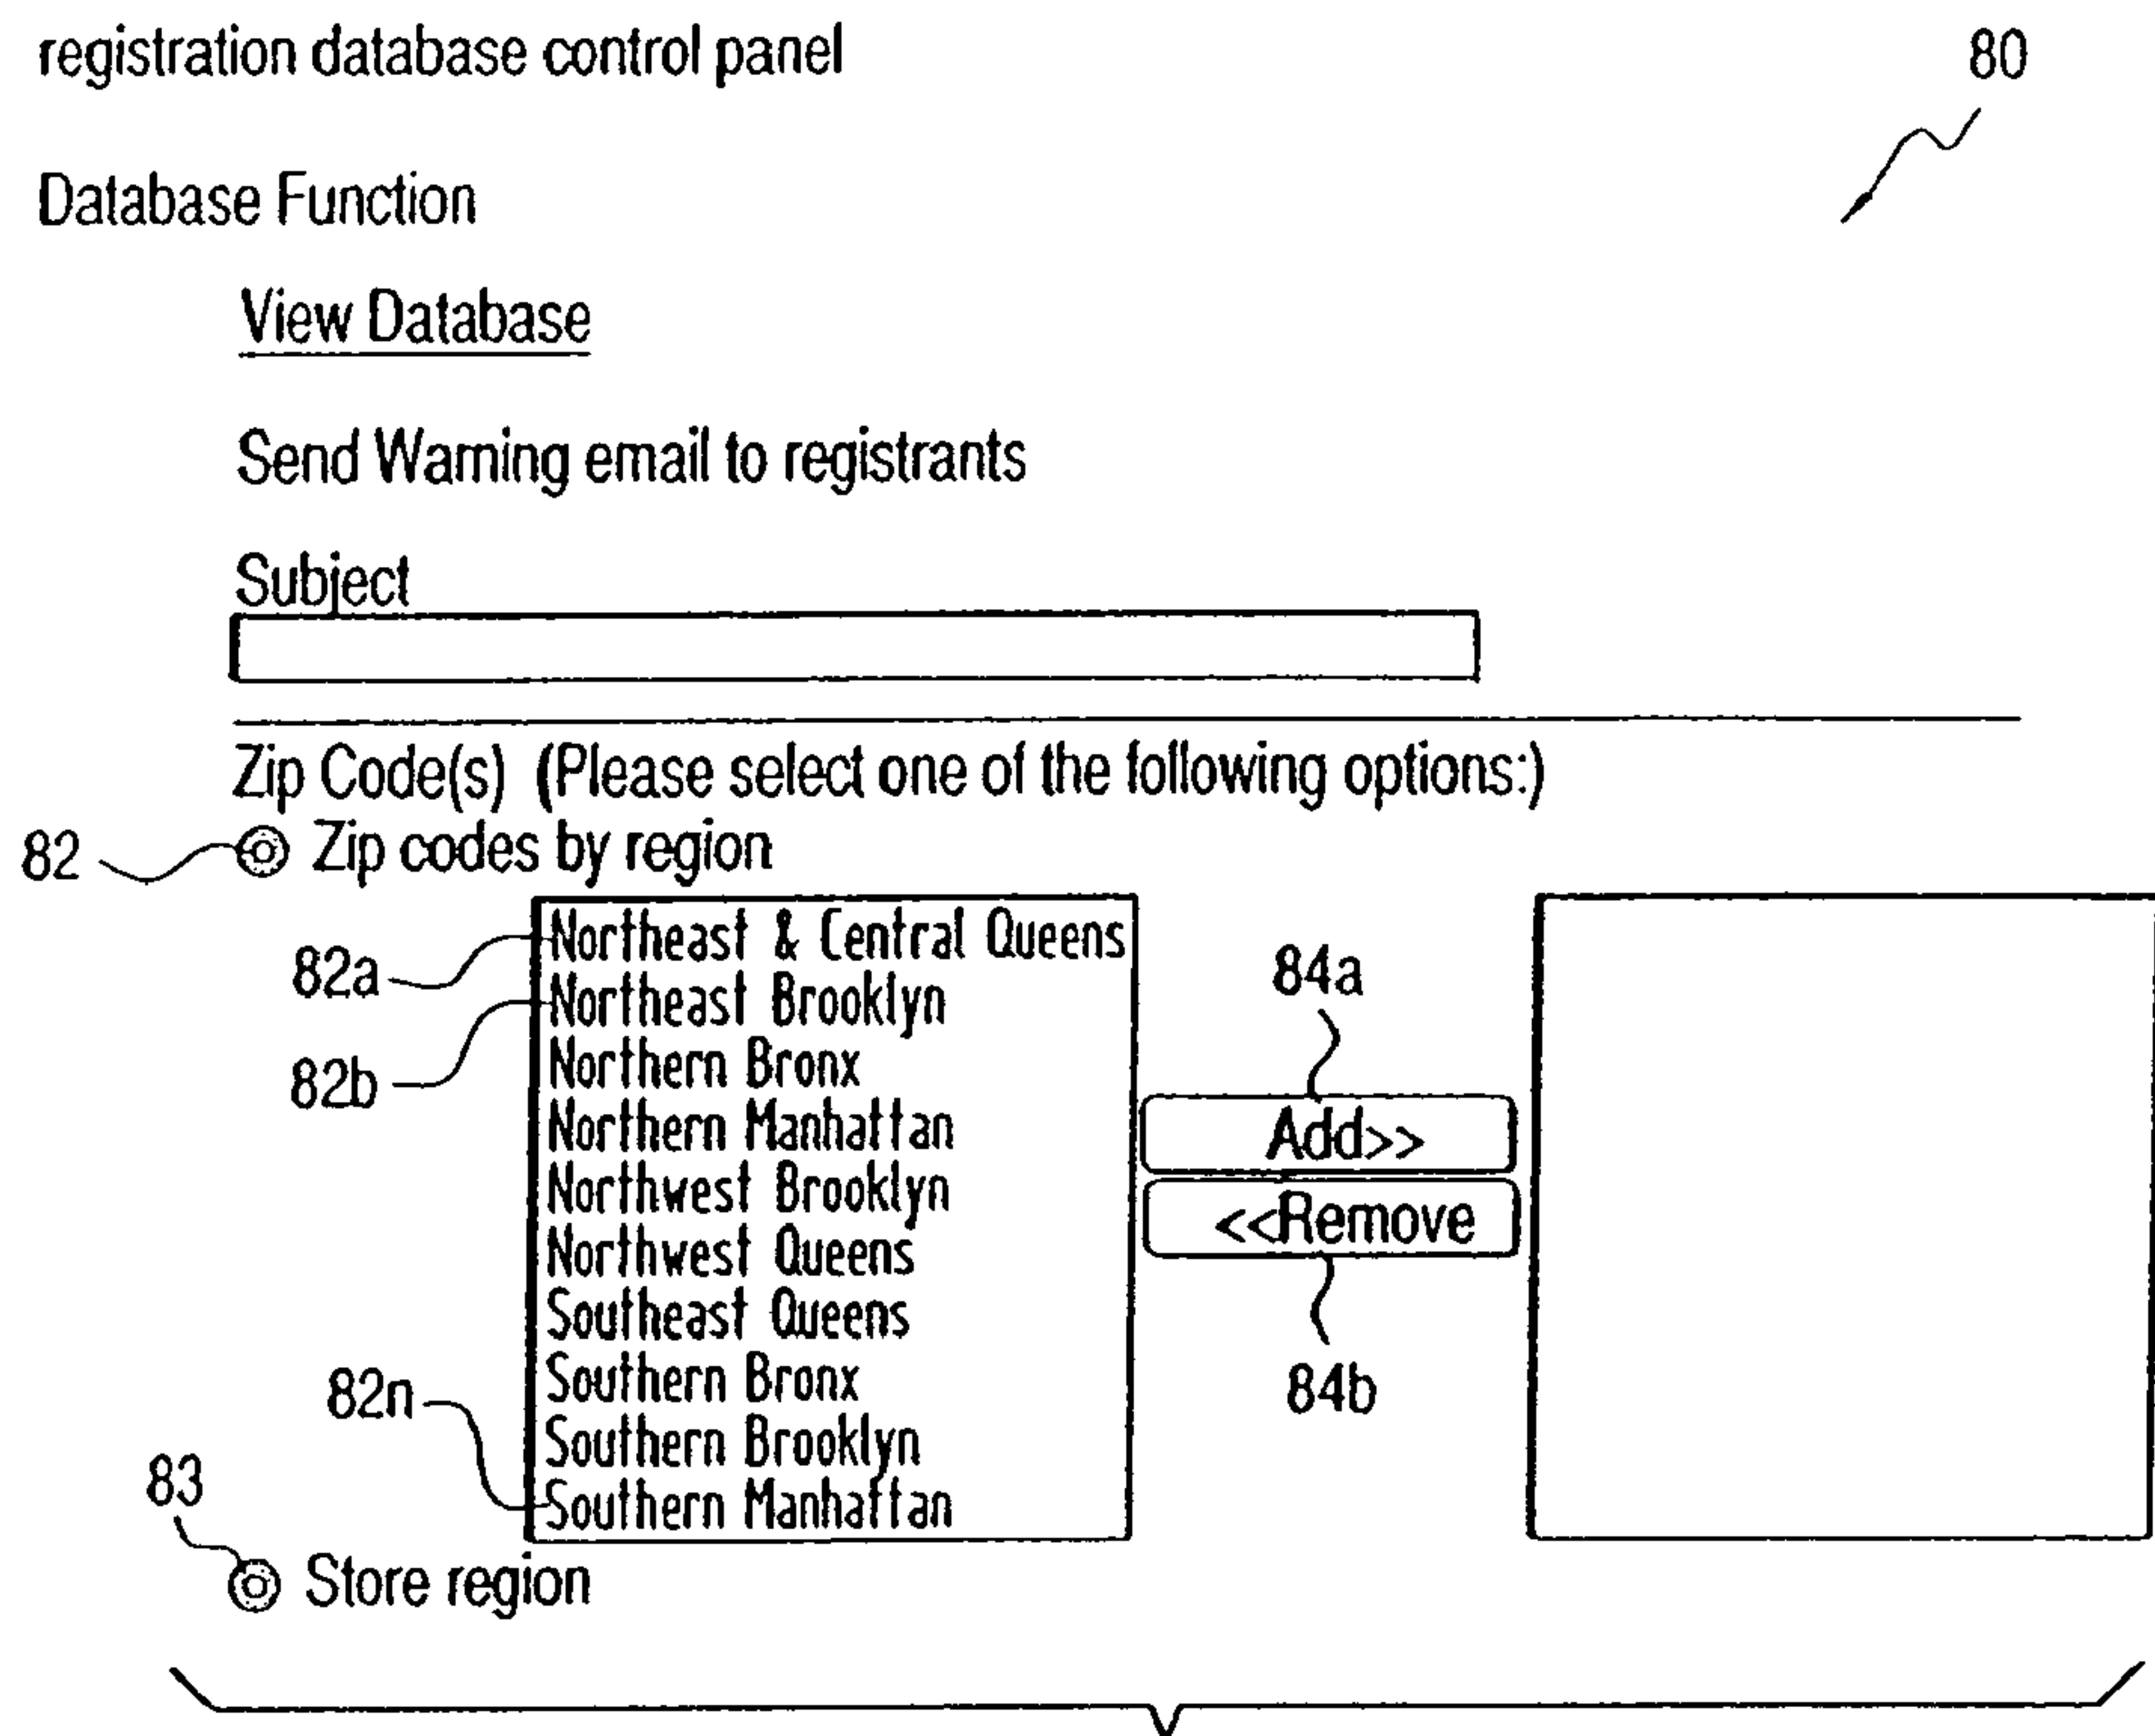 registration database control panel
80
Database Function
View Database
Send Warning email to registrants
Subject
Zip Code(s) (Please select one of the following options:)
82 Zip codes by region
82a Northeast & Central Queens
82b Northeast Brooklyn
Northern Bronx
Northern Manhattan
Northwest Brooklyn
Northwest Queens
Southeast Queens
Southern Bronx
Southern Brooklyn
82n Southern Manhattan
84a
Add>>
<<Remove
84b
83 Store region